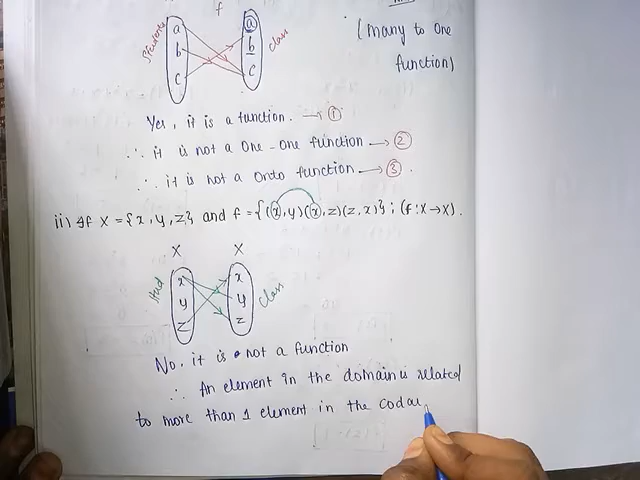 f
students
a
b
c
a
b
c
class
(many to one
function)
Yes, it is a function. → ①
∴ it is not a one-one function → ②
∴ it is not a onto function → ③.
ii) If X = {x, y, z} and f = {(x, y)(x, z)(z, x)} ; (f: X → X).
X X
x
y
z
x
y
z
class
No, it is not a function
∴ An element in the domain is related
to more than 1 element in the codom